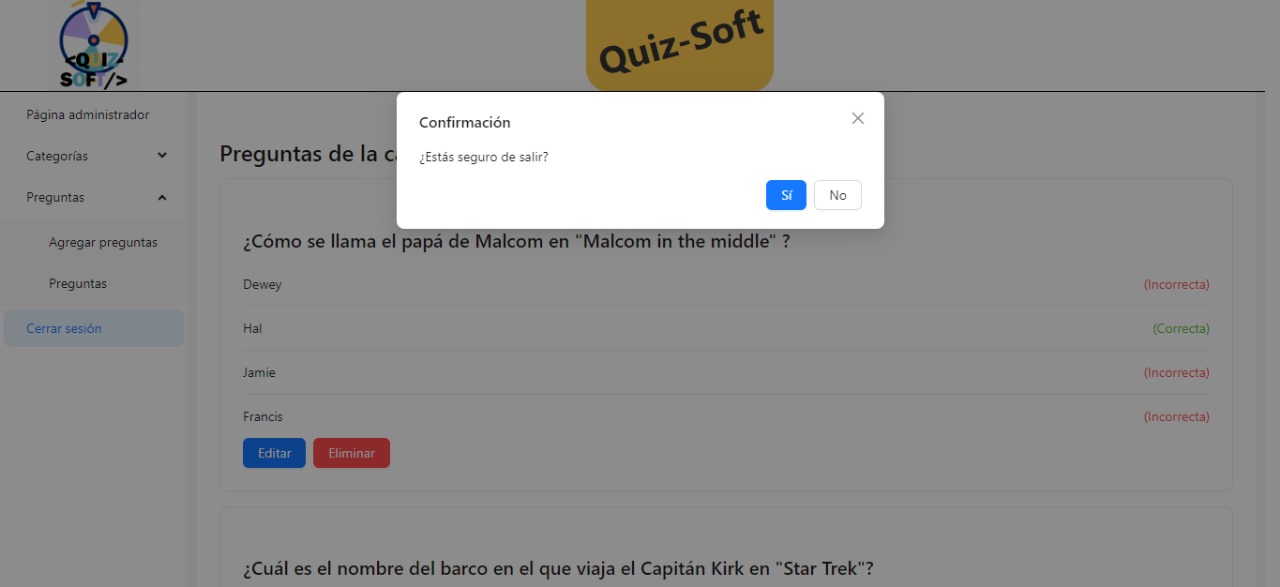 <QUIZ-
SOFT/>
Quiz-Soft
Página administrador
Categorías
Preguntas
Agregar preguntas
Preguntas
Cerrar sesión
Confirmación
¿Estás seguro de salir?
Sí
No
Preguntas de la
¿Cómo se llama el papá de Malcom en "Malcom in the middle" ?
Dewey (Incorrecta)
Hal (Correcta)
Jamie (Incorrecta)
Francis (Incorrecta)
Editar
Eliminar
¿Cuál es el nombre del barco en el que viaja el Capitán Kirk en "Star Trek"?